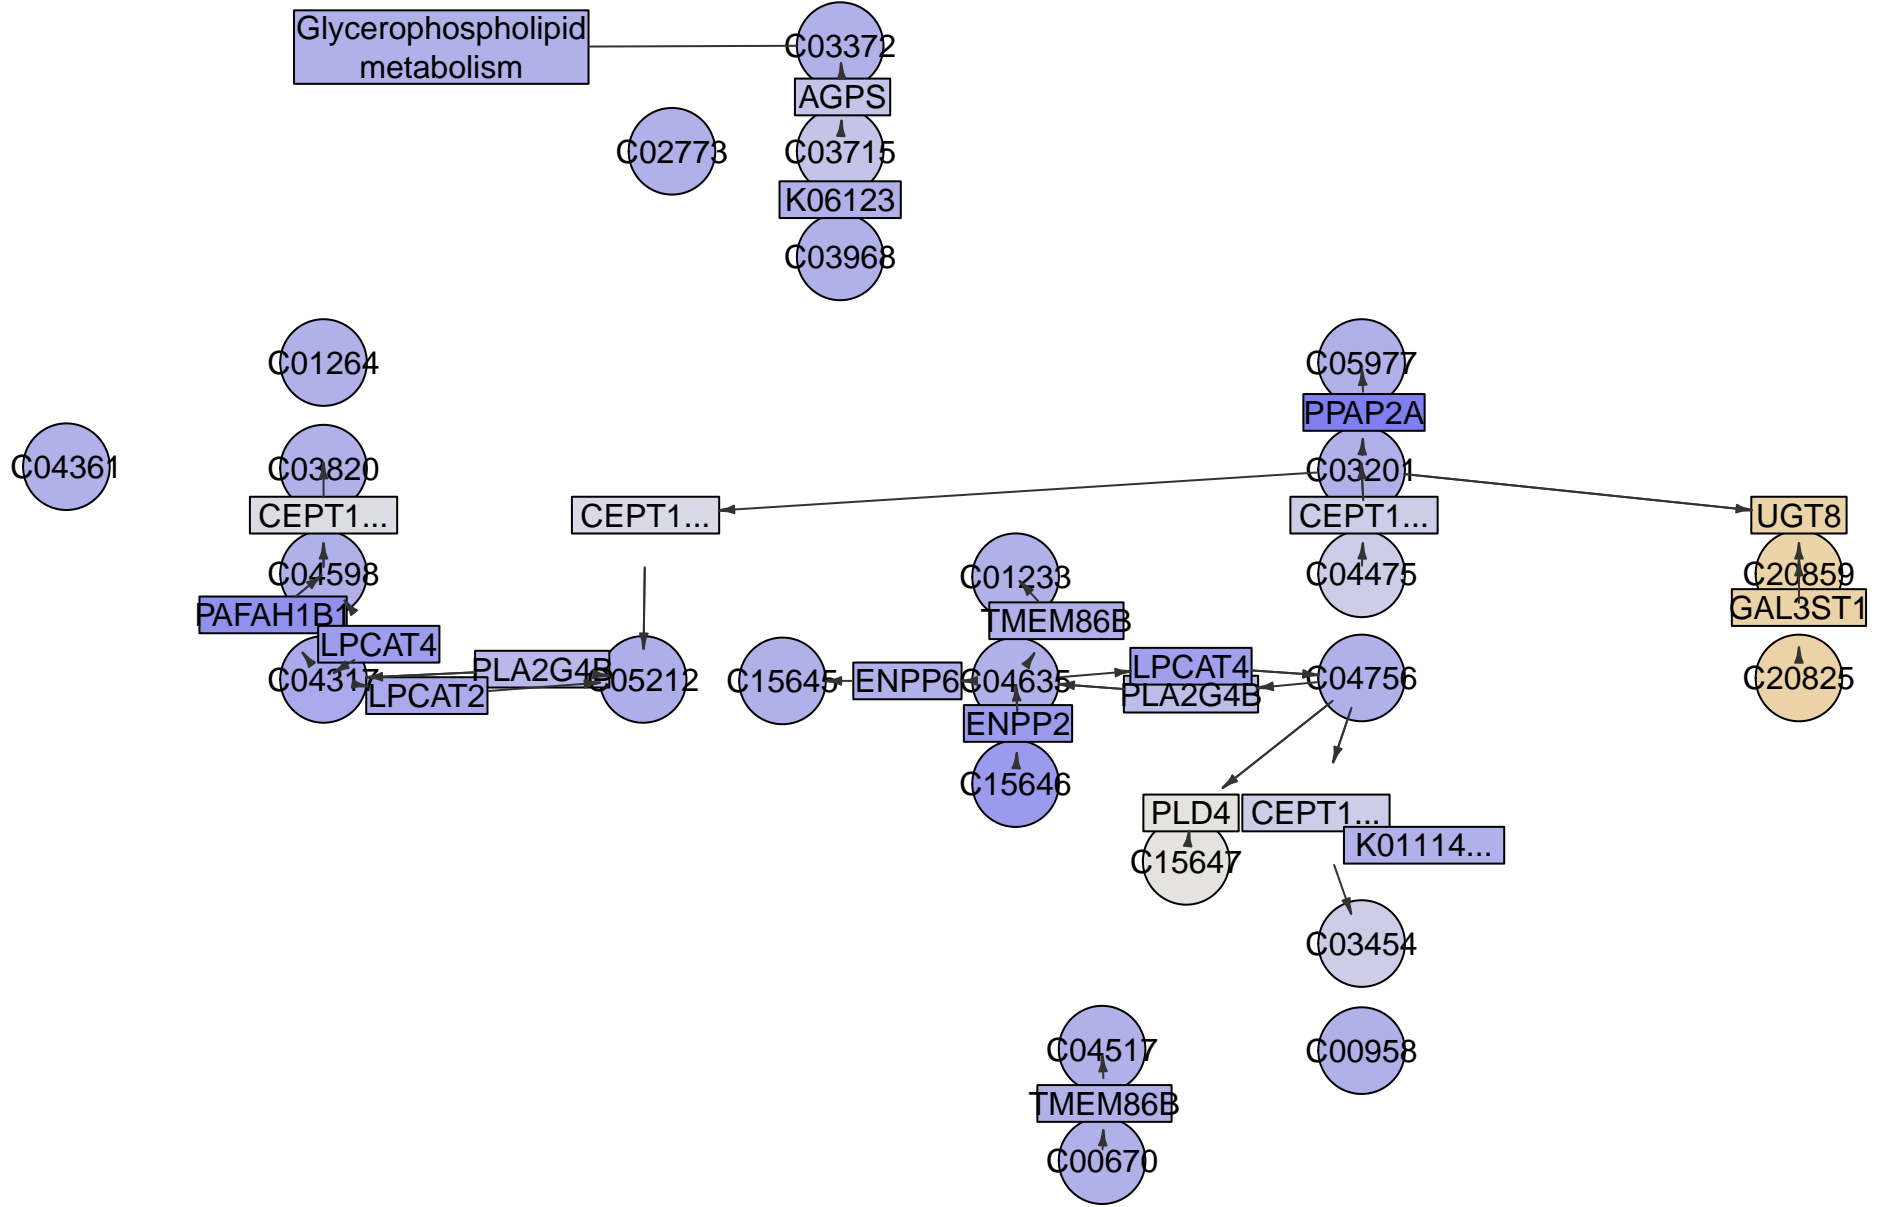 Glycerophospholipid
metabolism
C03372
AGPS
C02773
C03715
K06123
C03968
C01264
C05977
PPAP2A
C04361
C03820
C03201
CEPT1...
CEPT1...
CEPT1...
UGT8
C04598
C01233
C04475
C20859
PAFAH1B1
TMEM86B
GAL3ST1
LPCAT4
PLA2G4B
LPCAT4
C04317
C05212
C15645
ENPP6
C04635
C04756
C20825
LPCAT2
PLA2G4B
ENPP2
C15646
PLD4
CEPT1...
K01114...
C15647
C03454
C04517
C00958
TMEM86B
C00670